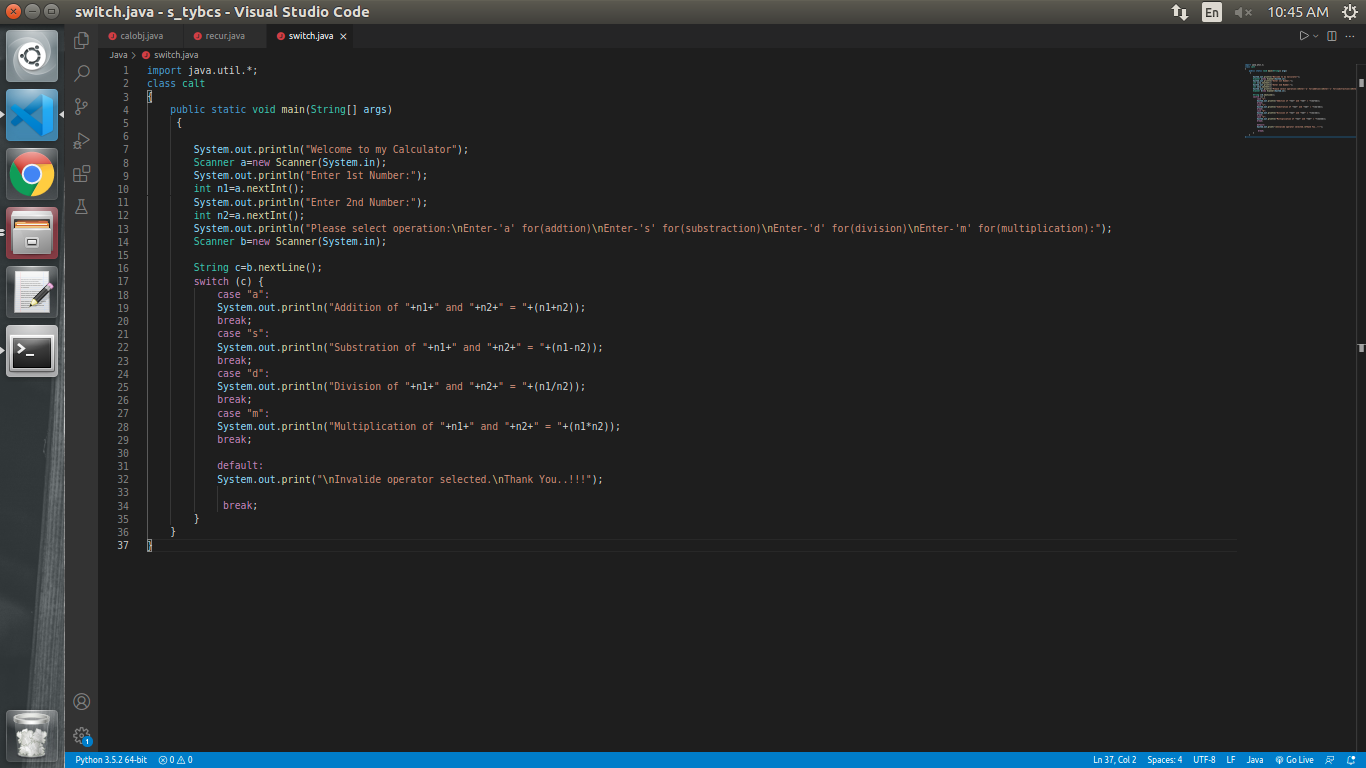 switch.java - s_tybcs - Visual Studio Code
En
10:45 AM
calobj.java
recur.java
switch.java
Java > switch.java
1 import java.util.*;
2 class calt
3 {
4 public static void main(String[] args)
5 {
6
7 System.out.println("Welcome to my Calculator");
8 Scanner a=new Scanner(System.in);
9 System.out.println("Enter 1st Number:");
10 int n1=a.nextInt();
11 System.out.println("Enter 2nd Number:");
12 int n2=a.nextInt();
13 System.out.println("Please select operation:\nEnter-'a' for(addtion)\nEnter-'s' for(substraction)\nEnter-'d' for(division)\nEnter-'m' for(multiplication):");
14 Scanner b=new Scanner(System.in);
15
16 String c=b.nextLine();
17 switch (c) {
18 case "a":
19 System.out.println("Addition of "+n1+" and "+n2+" = "+(n1+n2));
20 break;
21 case "s":
22 System.out.println("Substration of "+n1+" and "+n2+" = "+(n1-n2));
23 break;
24 case "d":
25 System.out.println("Division of "+n1+" and "+n2+" = "+(n1/n2));
26 break;
27 case "m":
28 System.out.println("Multiplication of "+n1+" and "+n2+" = "+(n1*n2));
29 break;
30
31 default:
32 System.out.print("\nInvalide operator selected.\nThank You..!!!");
33
34 break;
35 }
36 }
37 }
1
Python 3.5.2 64-bit
0 0
Ln 37, Col 2
Spaces: 4
UTF-8
LF
Java
Go Live